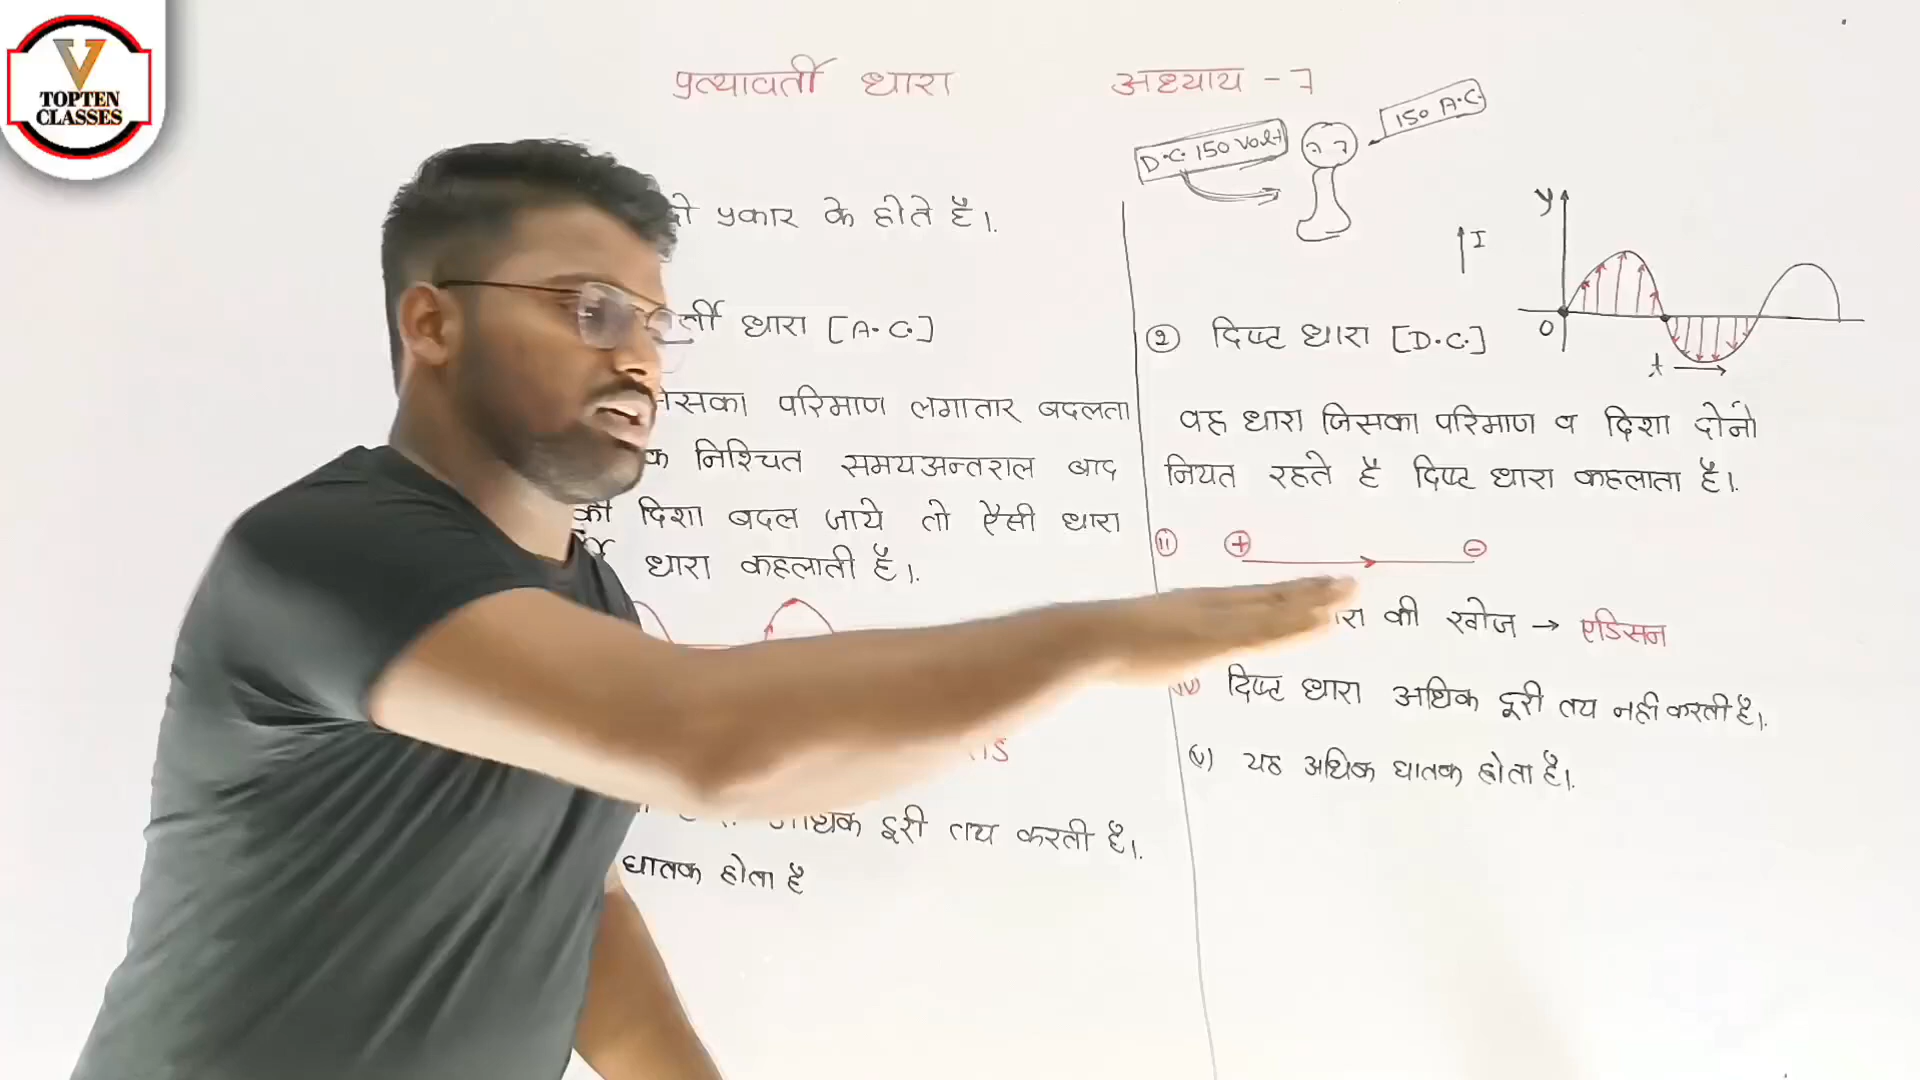 V
TOPTEN
CLASSES
प्रत्यावर्ती धारा
अध्याय - 7
D.C. 150 Volt
150 A.C.
प्रकार के होते है।.
धारा [A.C.]
परिमाण लगातार बदलता
निश्चित समयअन्तराल बाद
की दिशा बदल जाये तो ऐसी धारा
धारा कहलाती है।.
दूरी तय करती है।.
घातक होता है
y
I
O
t
② दिष्ट धारा [D.C.]
वह धारा जिसका परिमाण व दिशा दोनो
नियत रहते है दिष्ट धारा कहलाता है।.
ii + -
की खोज → एडिसन
iv) दिष्ट धारा अधिक दूरी तय नही करती है।.
(v) यह अधिक घातक होता है।.